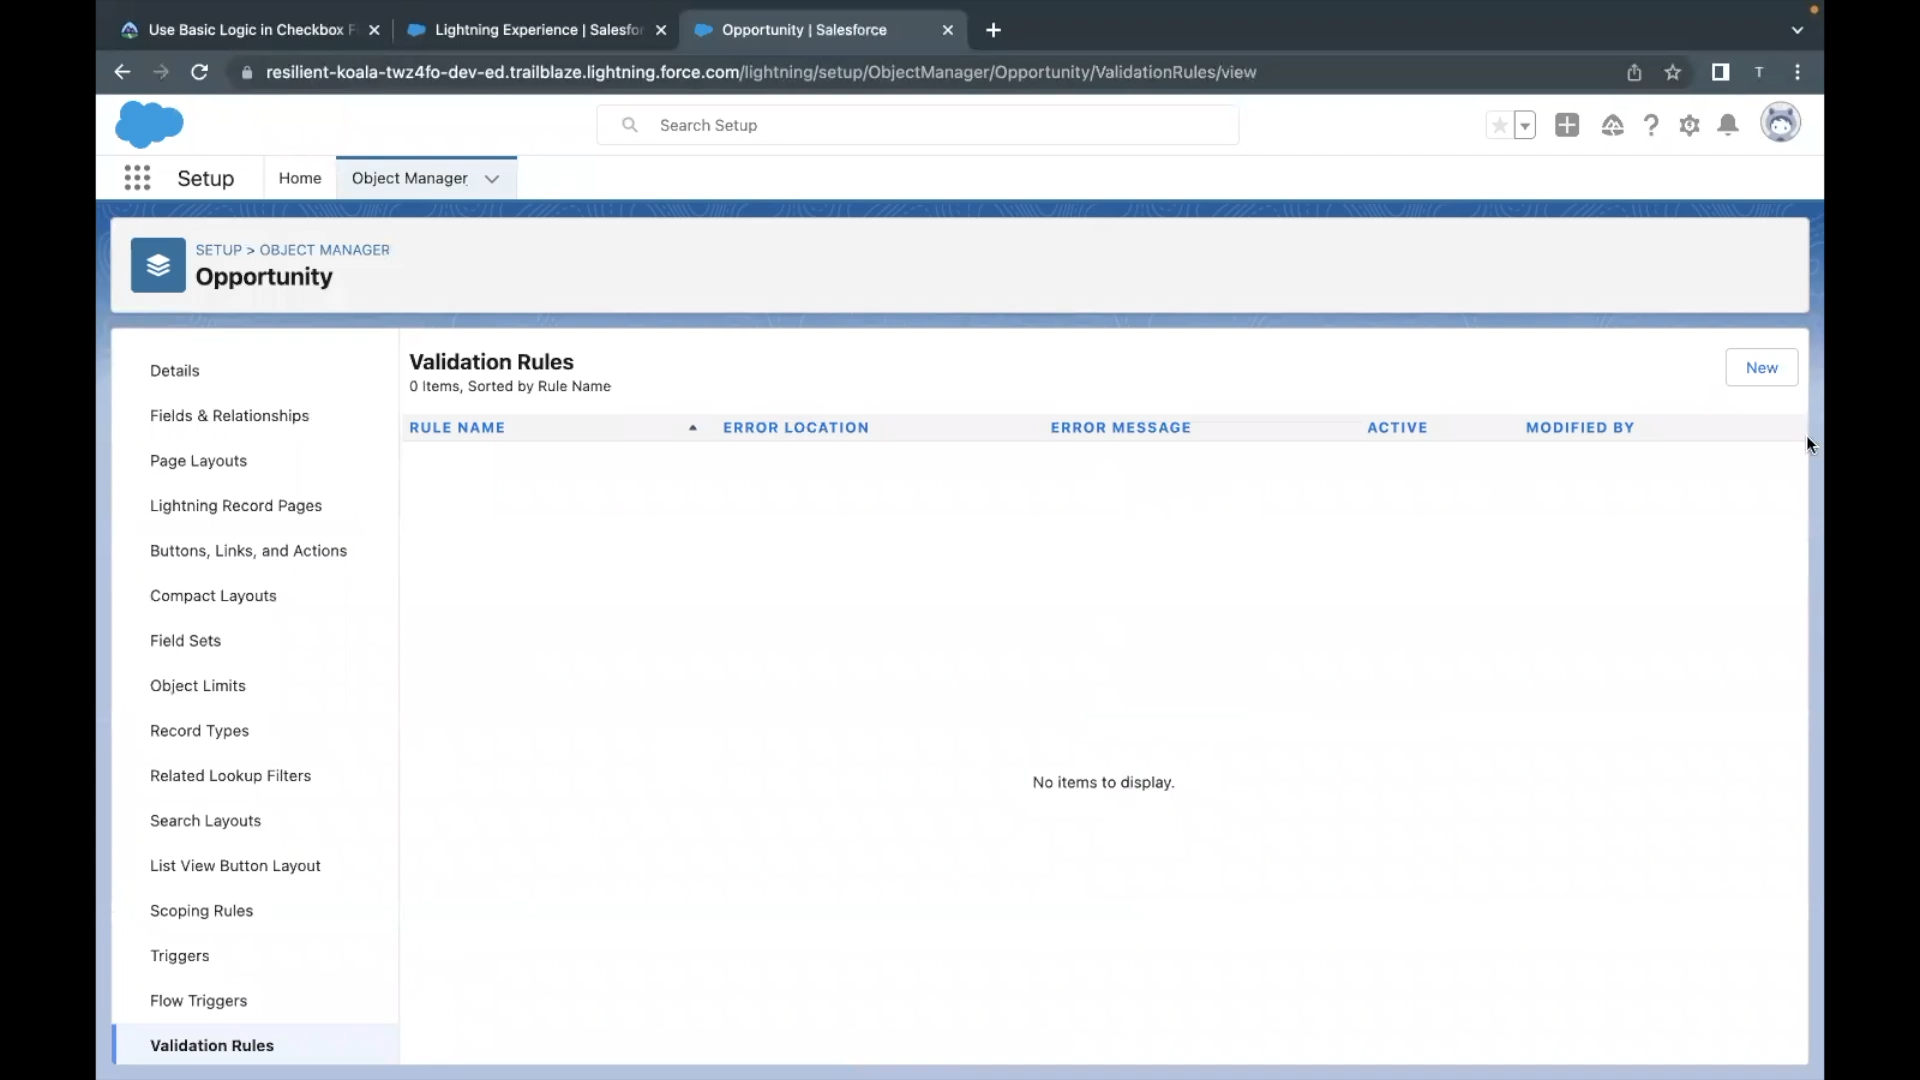 Use Basic Logic in Checkbox F
Lightning Experience | Salesfor
Opportunity | Salesforce
resilient-koala-twz4fo-dev-ed.trailblaze.lightning.force.com/lightning/setup/ObjectManager/Opportunity/ValidationRules/view
T
Search Setup
Setup
Home
Object Manager
SETUP > OBJECT MANAGER
Opportunity
Details
Fields & Relationships
Page Layouts
Lightning Record Pages
Buttons, Links, and Actions
Compact Layouts
Field Sets
Object Limits
Record Types
Related Lookup Filters
Search Layouts
List View Button Layout
Scoping Rules
Triggers
Flow Triggers
Validation Rules
Validation Rules
0 Items, Sorted by Rule Name
New
RULE NAME ERROR LOCATION ERROR MESSAGE ACTIVE MODIFIED BY
No items to display.